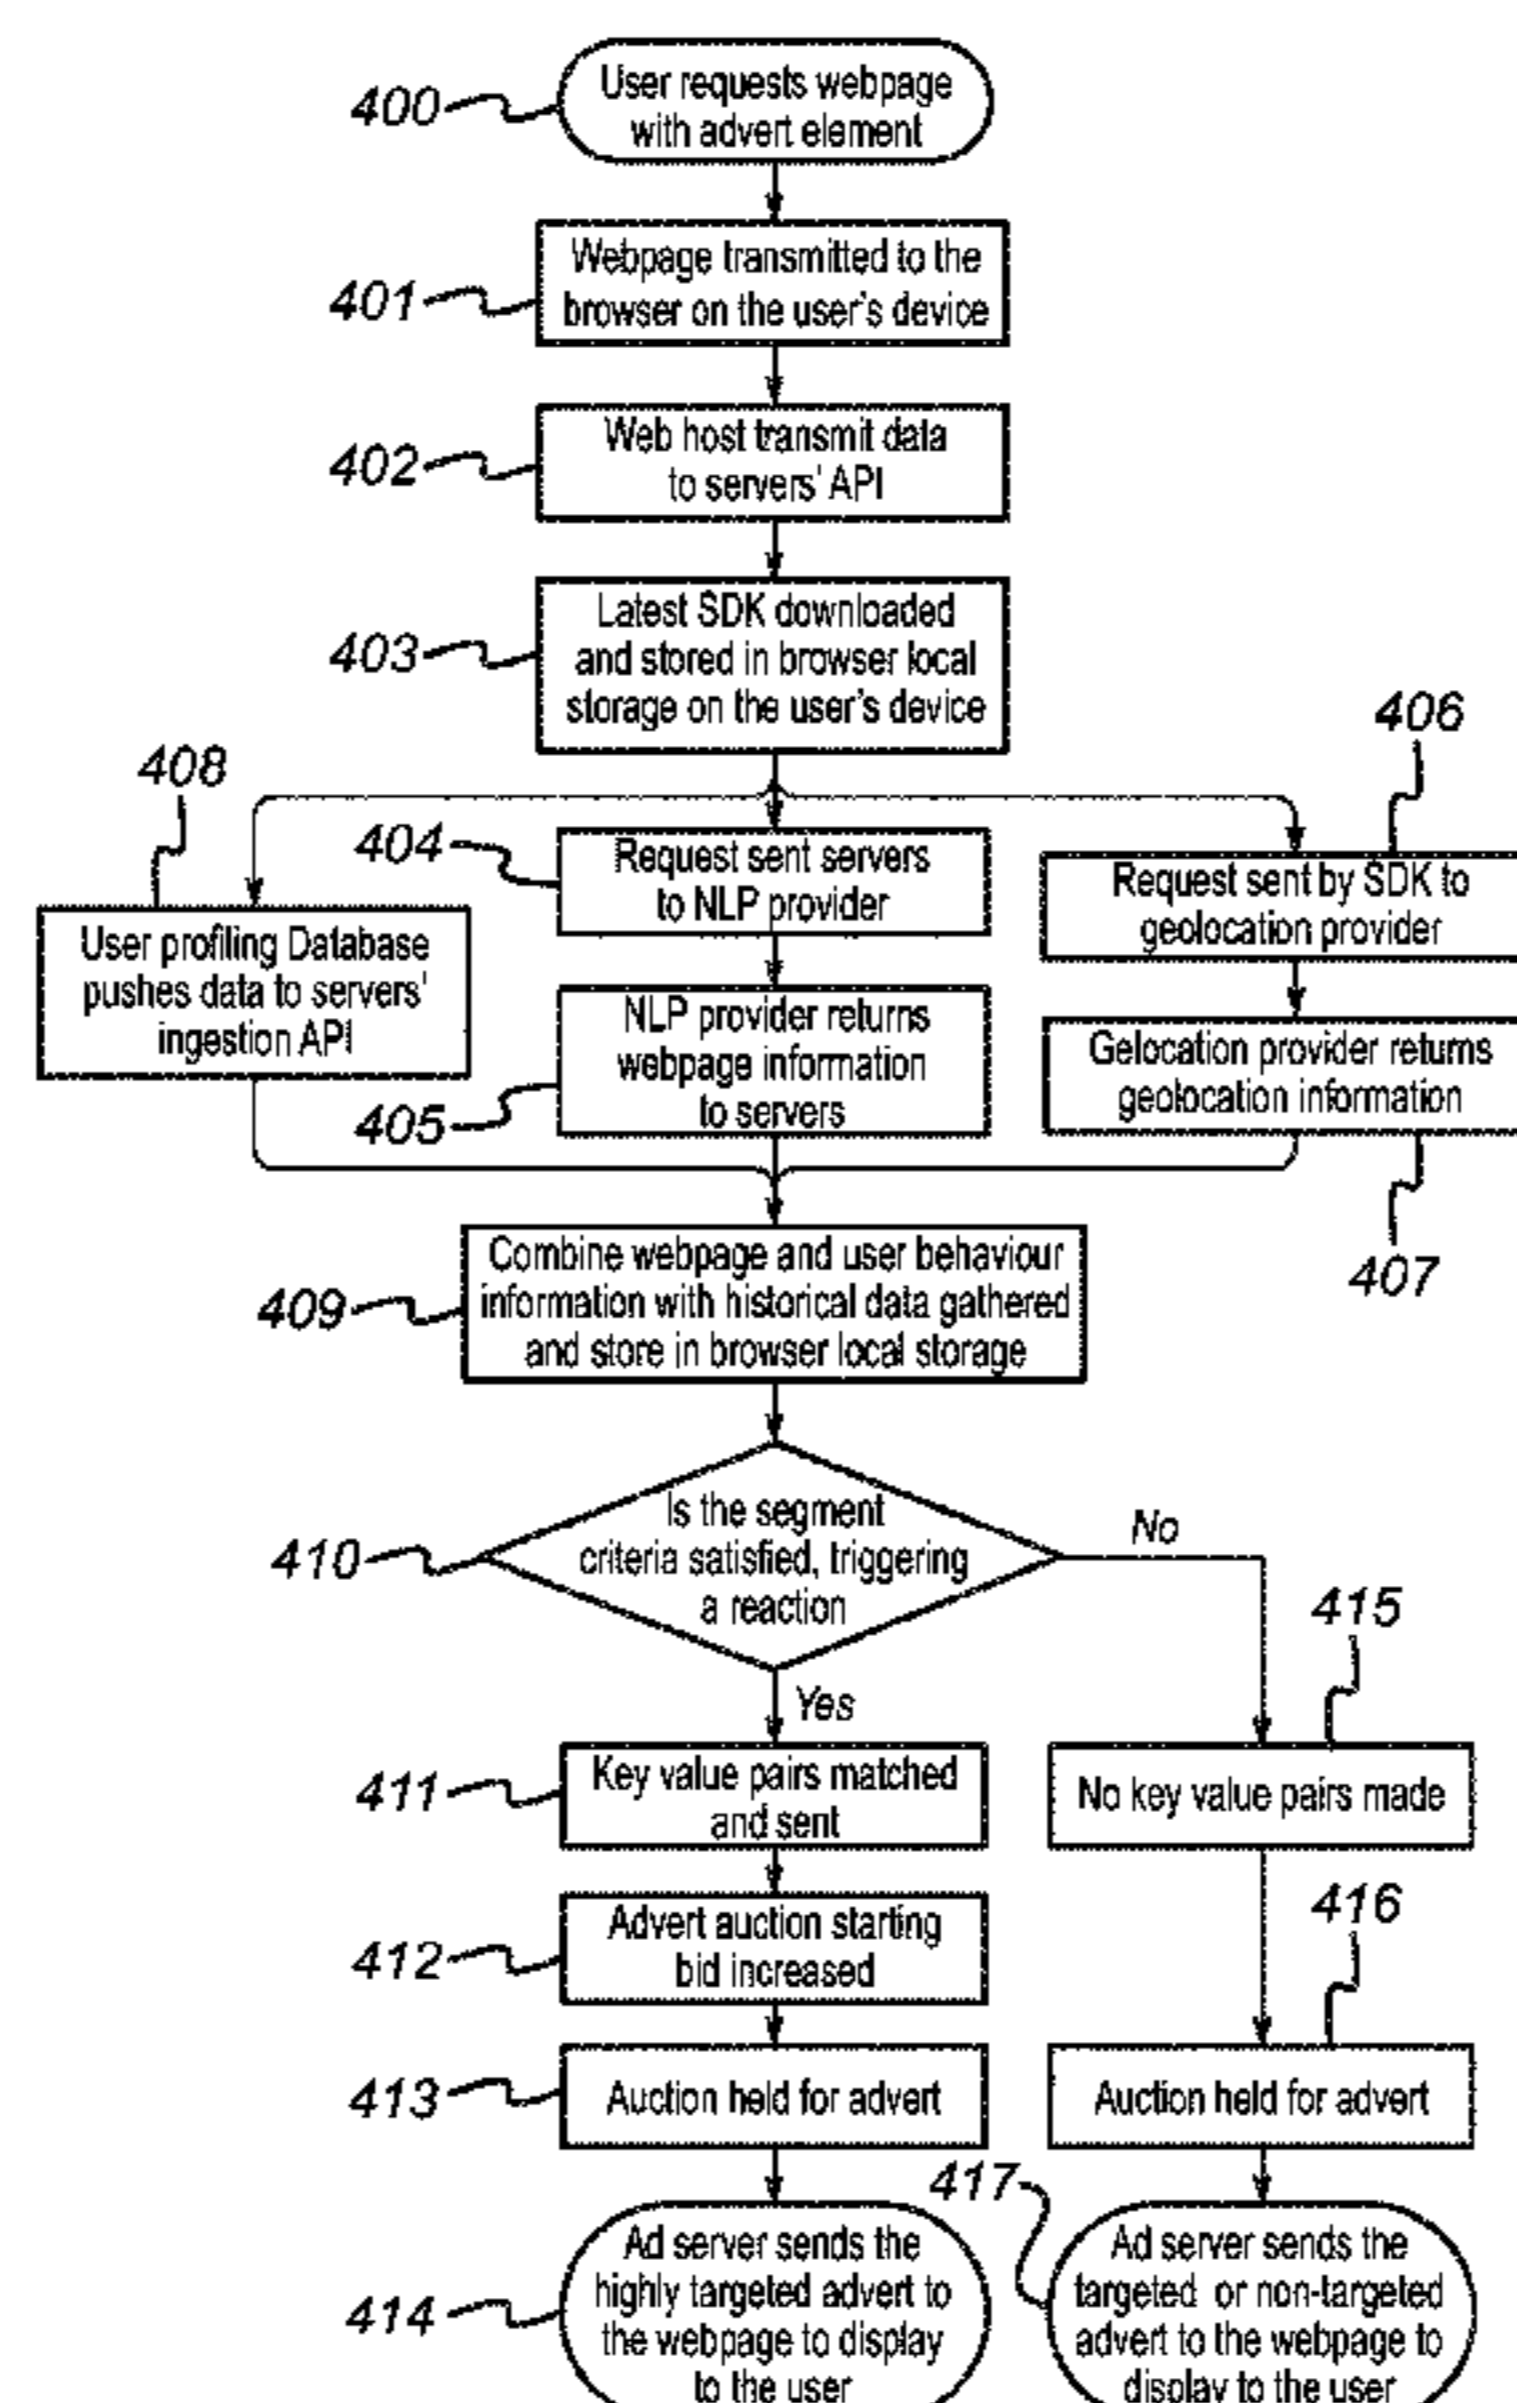 400
User requests webpage
with advert element
401
Webpage transmitted to the
browser on the user's device
402
Web host transmit data
to servers' API
403
Latest SDK downloaded
and stored in browser local
storage on the user's device
406
408
404
Request sent servers
to NLP provider
Request sent by SDK to
geolocation provider
User profiling Database
pushes data to servers'
ingestion API
405
NLP provider returns
webpage information
to servers
Gelocation provider returns
geolocation information
407
409
Combine webpage and user behaviour
information with historical data gathered
and store in browser local storage
410
Is the segment
criteria satisfied, triggering
a reaction
No
Yes
415
411
Key value pairs matched
and sent
No key value pairs made
416
412
Advert auction starting
bid increased
413
Auction held for advert
Auction held for advert
417
414
Ad server sends the
highly targeted advert to
the webpage to display
to the user
Ad server sends the
targeted or non-targeted
advert to the webpage to
display to the user